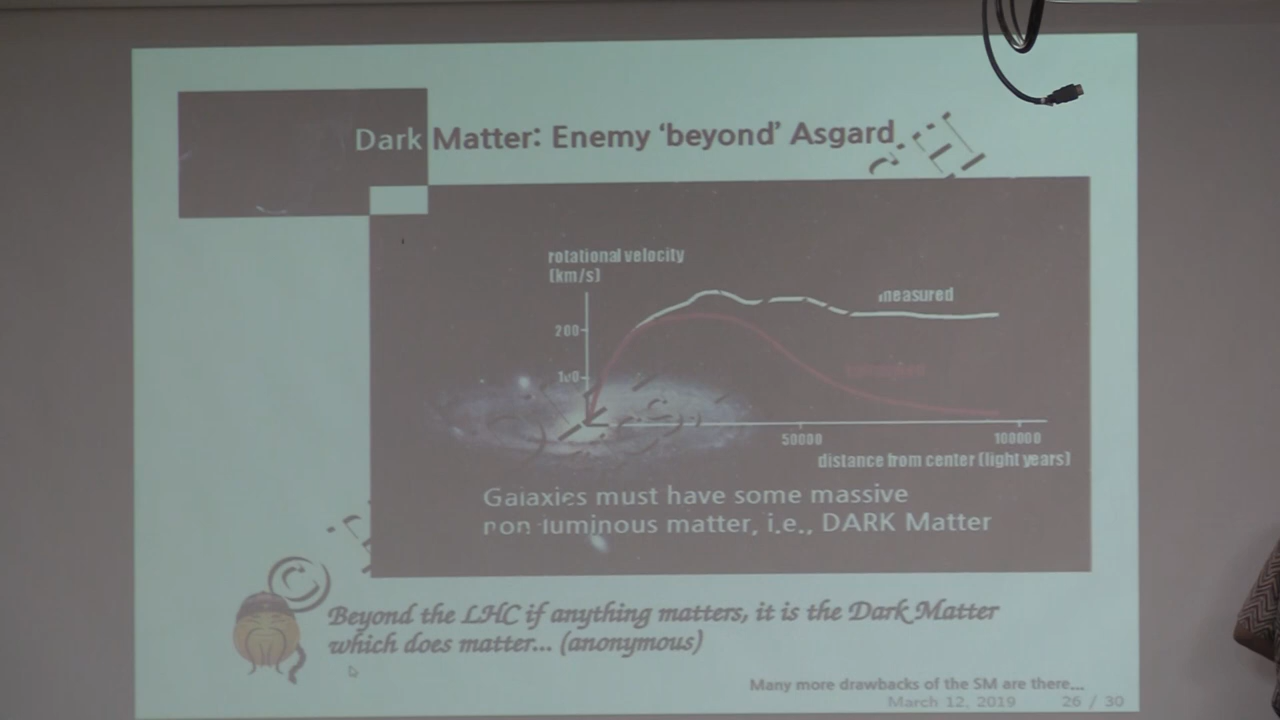 Dark Matter: Enemy ‘beyond’ Asgard
rotational velocity
(km/s)
measured
200
100
50000
100000
distance from center (light years)
Galaxies must have some massive
non-luminous matter, i.e., DARK Matter
©
Beyond the LHC if anything matters, it is the Dark Matter
which does matter... (anonymous)
Many more drawbacks of the SM are there...
March 12, 2019
26 / 30